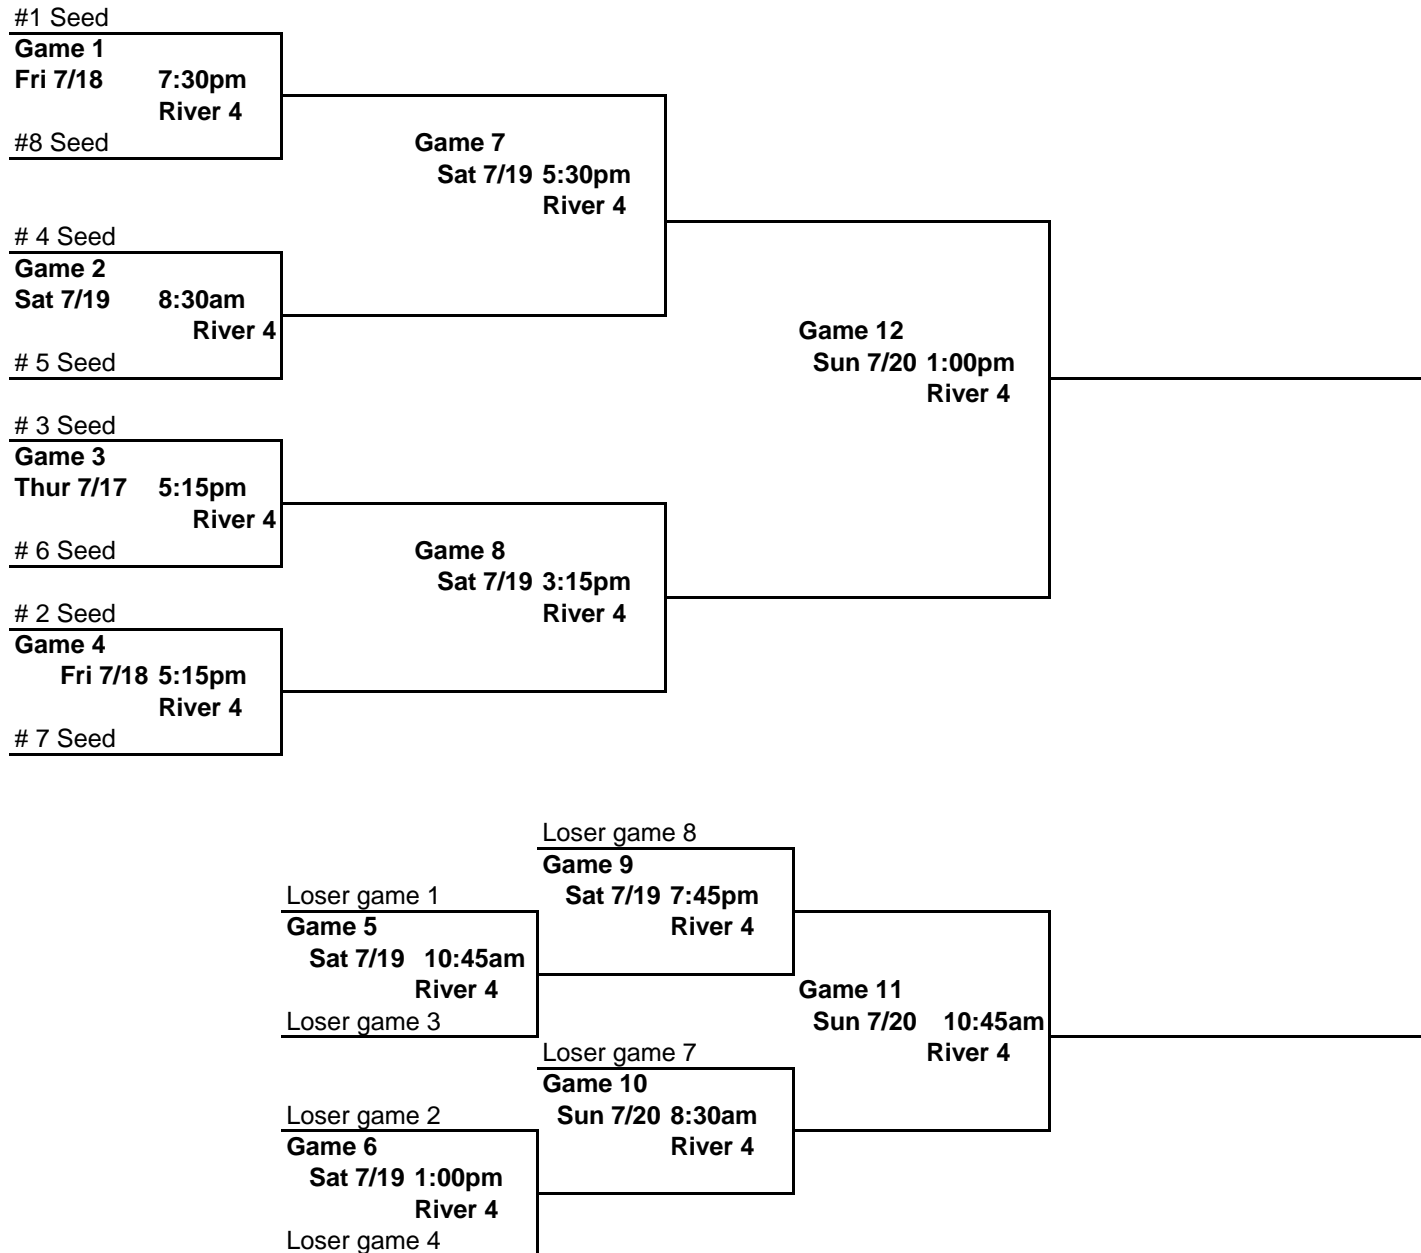 #1 Seed
Game 1
Fri 7/18 7:30pm
River 4
#8 Seed
Game 7
Sat 7/19 5:30pm
River 4
# 4 Seed
Game 2
Sat 7/19 8:30am
River 4
# 5 Seed
Game 12
Sun 7/20 1:00pm
River 4
# 3 Seed
Game 3
Thur 7/17 5:15pm
River 4
# 6 Seed
Game 8
Sat 7/19 3:15pm
River 4
# 2 Seed
Game 4
Fri 7/18 5:15pm
River 4
# 7 Seed
Loser game 8
Game 9
Sat 7/19 7:45pm
River 4
Loser game 1
Game 5
Sat 7/19 10:45am
River 4
Loser game 3
Game 11
Sun 7/20 10:45am
River 4
Loser game 7
Game 10
Sun 7/20 8:30am
River 4
Loser game 2
Game 6
Sat 7/19 1:00pm
River 4
Loser game 4